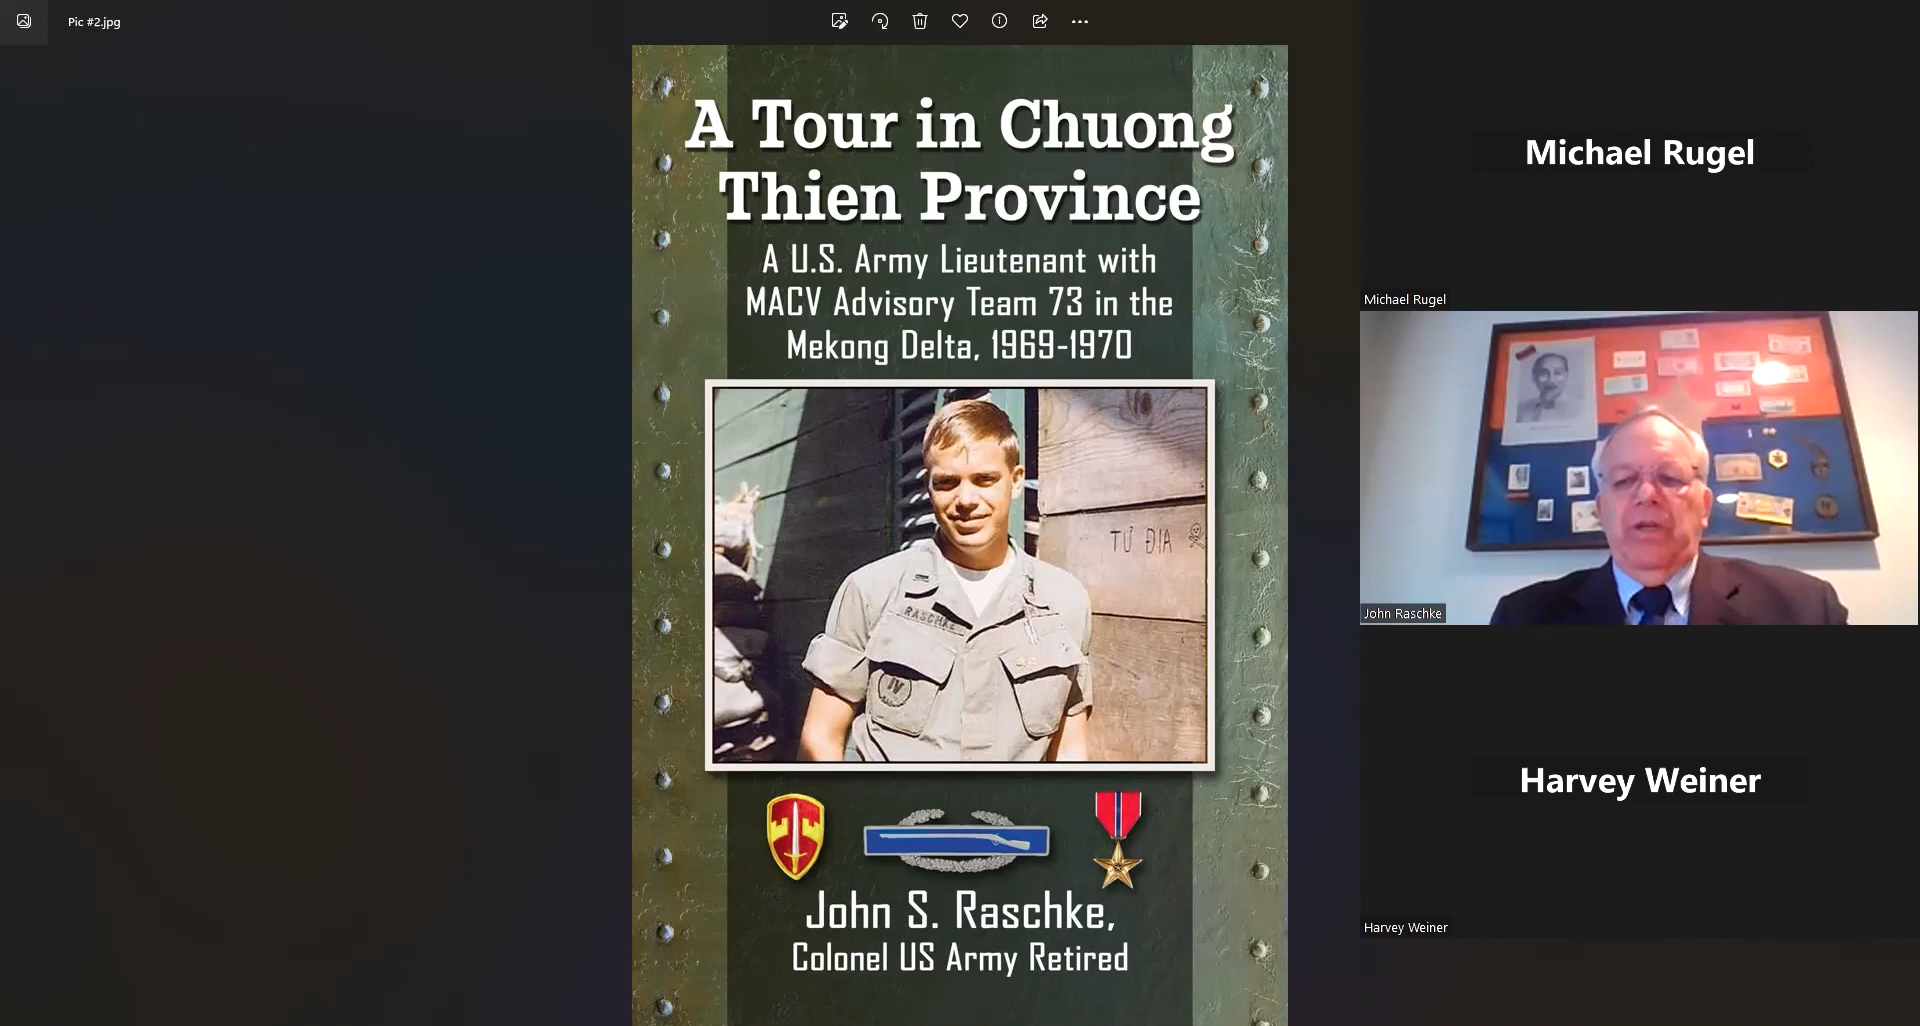 Pic #2.jpg
A Tour in Chuong
Thien Province
A U.S. Army Lieutenant with
MACV Advisory Team 73 in the
Mekong Delta, 1969-1970
TỬ ĐỊA
RASCHKE
IV
John S. Raschke,
Colonel US Army Retired
Michael Rugel
Michael Rugel
John Raschke
Harvey Weiner
Harvey Weiner